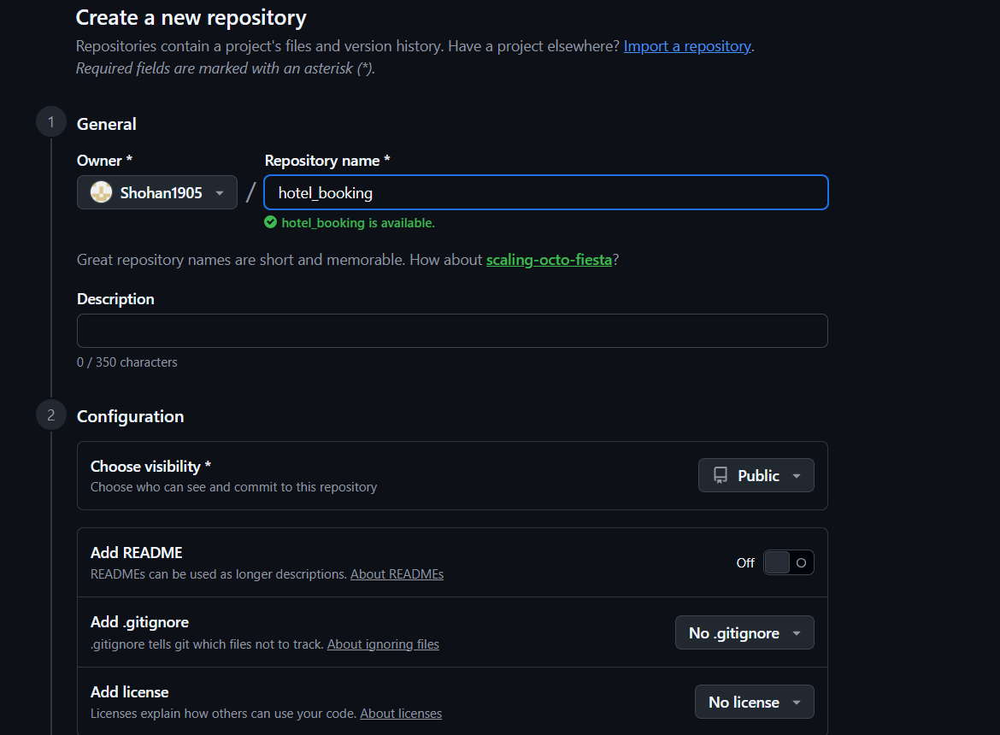 Create a new repository
Repositories contain a project's files and version history. Have a project elsewhere? Import a repository.
Required fields are marked with an asterisk (*).
1
General
Owner *
Repository name *
Shohan1905
/
hotel_booking
hotel_booking is available.
Great repository names are short and memorable. How about scaling-octo-fiesta?
Description
0 / 350 characters
2
Configuration
Choose visibility *
Choose who can see and commit to this repository
Public
Add README
READMEs can be used as longer descriptions. About READMEs
Off
Add .gitignore
.gitignore tells git which files not to track. About ignoring files
No .gitignore
Add license
Licenses explain how others can use your code. About licenses
No license